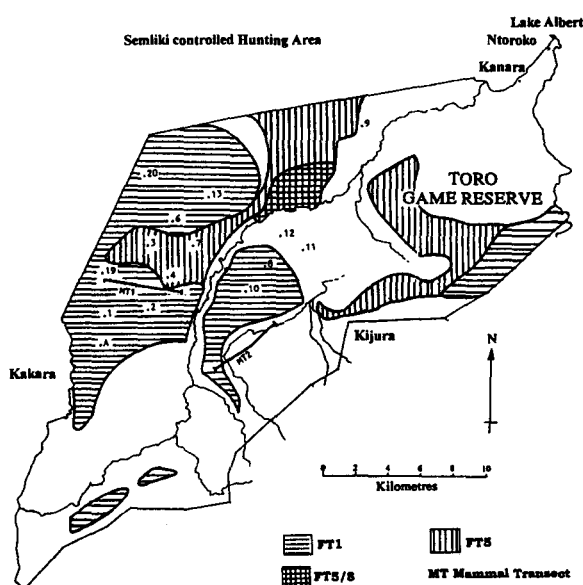 Lake Albert
Semliki controlled Hunting Area
Ntoroko
Kanara
.9
.20
.13
TORO
GAME RESERVE
.6
.3
.7
.12
.11
.19
.4
.8
MT1
.10
.1
.2
.A
Kijura
N
MT2
Kakara
0 2 4 6 8 10
Kilometres
FT1
FT5
FT5/8
MT Mammal Transect